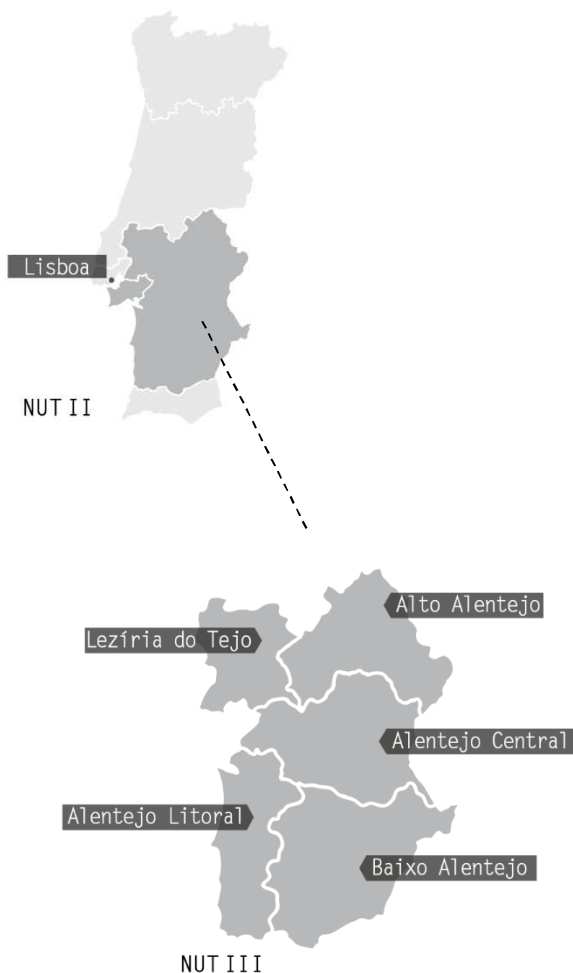 Lisboa
NUT II
Alto Alentejo
Lezíria do Tejo
Alentejo Central
Alentejo Litoral
Baixo Alentejo
NUT III